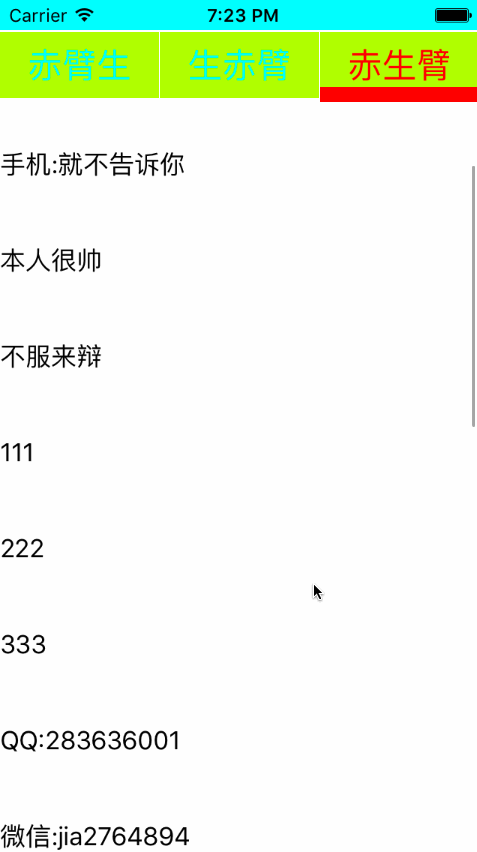 Carrier 7:23 PM
赤臂生 生赤臂 赤生臂
手机:就不告诉你
本人很帅
不服来辩
111
222
333
QQ:283636001
微信:jia2764894